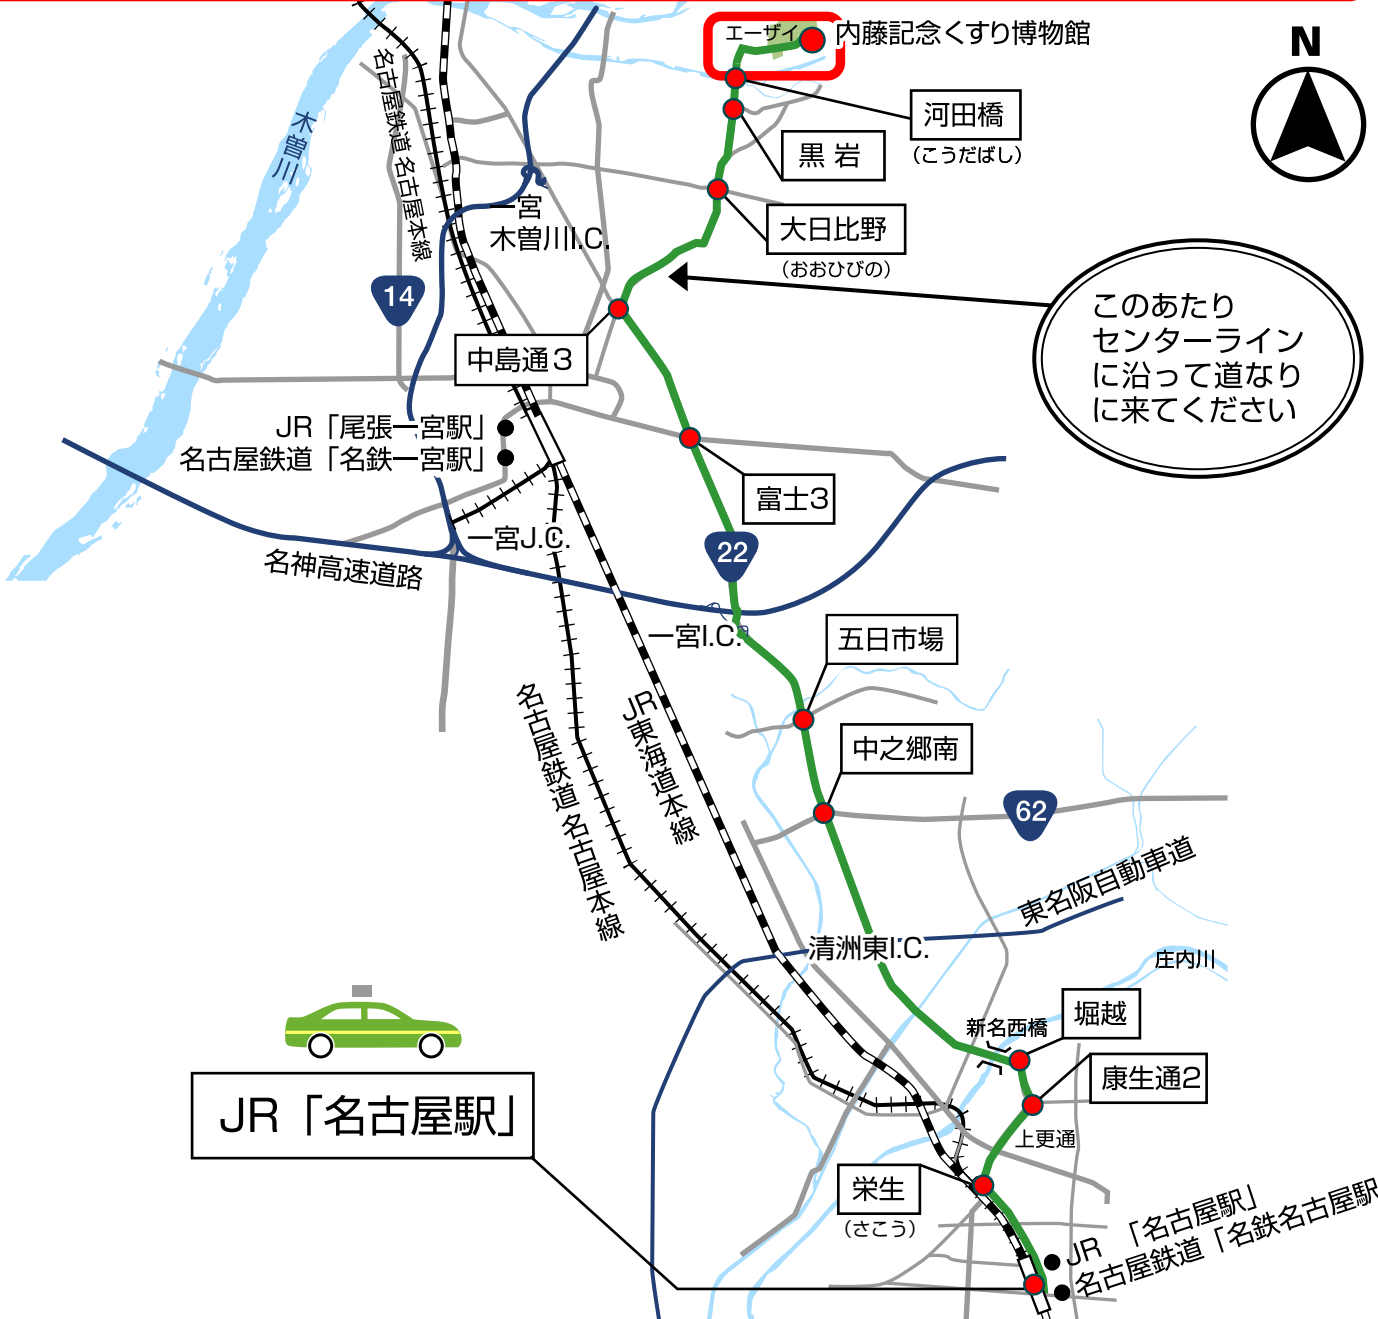 エーザイ
内藤記念くすり博物館
N
河田橋
(こうだばし)
黒 岩
大日比野
(おおひびの)
木曽川
名古屋鉄道 名古屋本線
一宮
木曽川I.C.
14
中島通3
このあたり
センターライン
に沿って道なり
に来てください
JR「尾張一宮駅」
名古屋鉄道「名鉄一宮駅」
富士3
一宮J.C.
22
名神高速道路
一宮I.C.
五日市場
名古屋鉄道 名古屋本線
JR東海道本線
中之郷南
62
東名阪自動車道
清洲東I.C.
庄内川
新名西橋
堀越
康生通2
上更通
JR「名古屋駅」
栄生
(さこう)
JR 「名古屋駅」
名古屋鉄道「名鉄名古屋駅